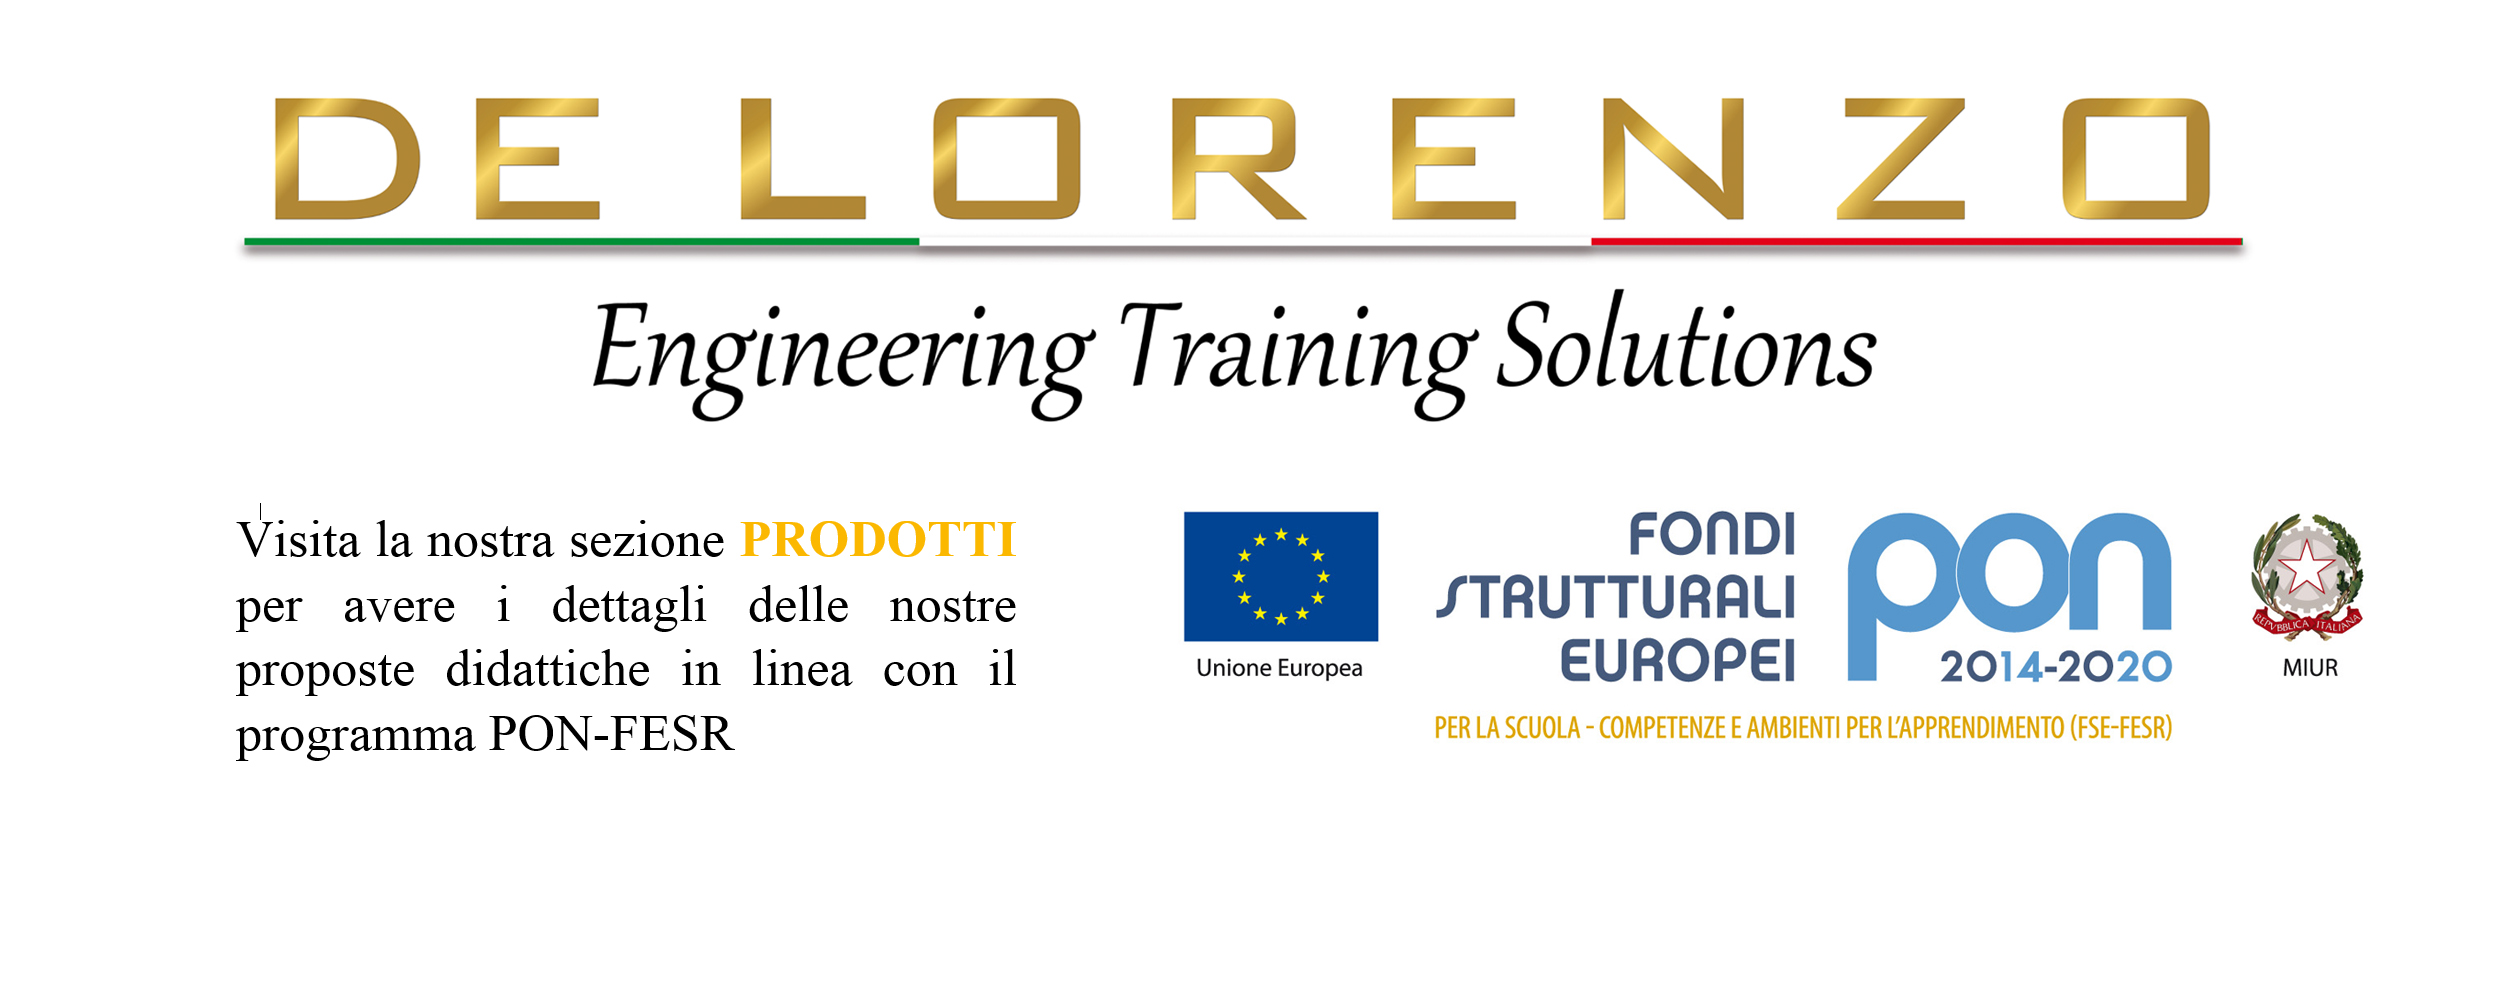 DE LORENZO
Engineering Training Solutions
Visita la nostra sezione PRODOTTI
per avere i dettagli delle nostre
proposte didattiche in linea con il
programma PON-FESR
Unione Europea
FONDI
STRUTTURALI
EUROPEI
pon
2014-2020
PER LA SCUOLA - COMPETENZE E AMBIENTI PER L'APPRENDIMENTO (FSE-FESR)
REPVBBLICA ITALIANA
MIUR